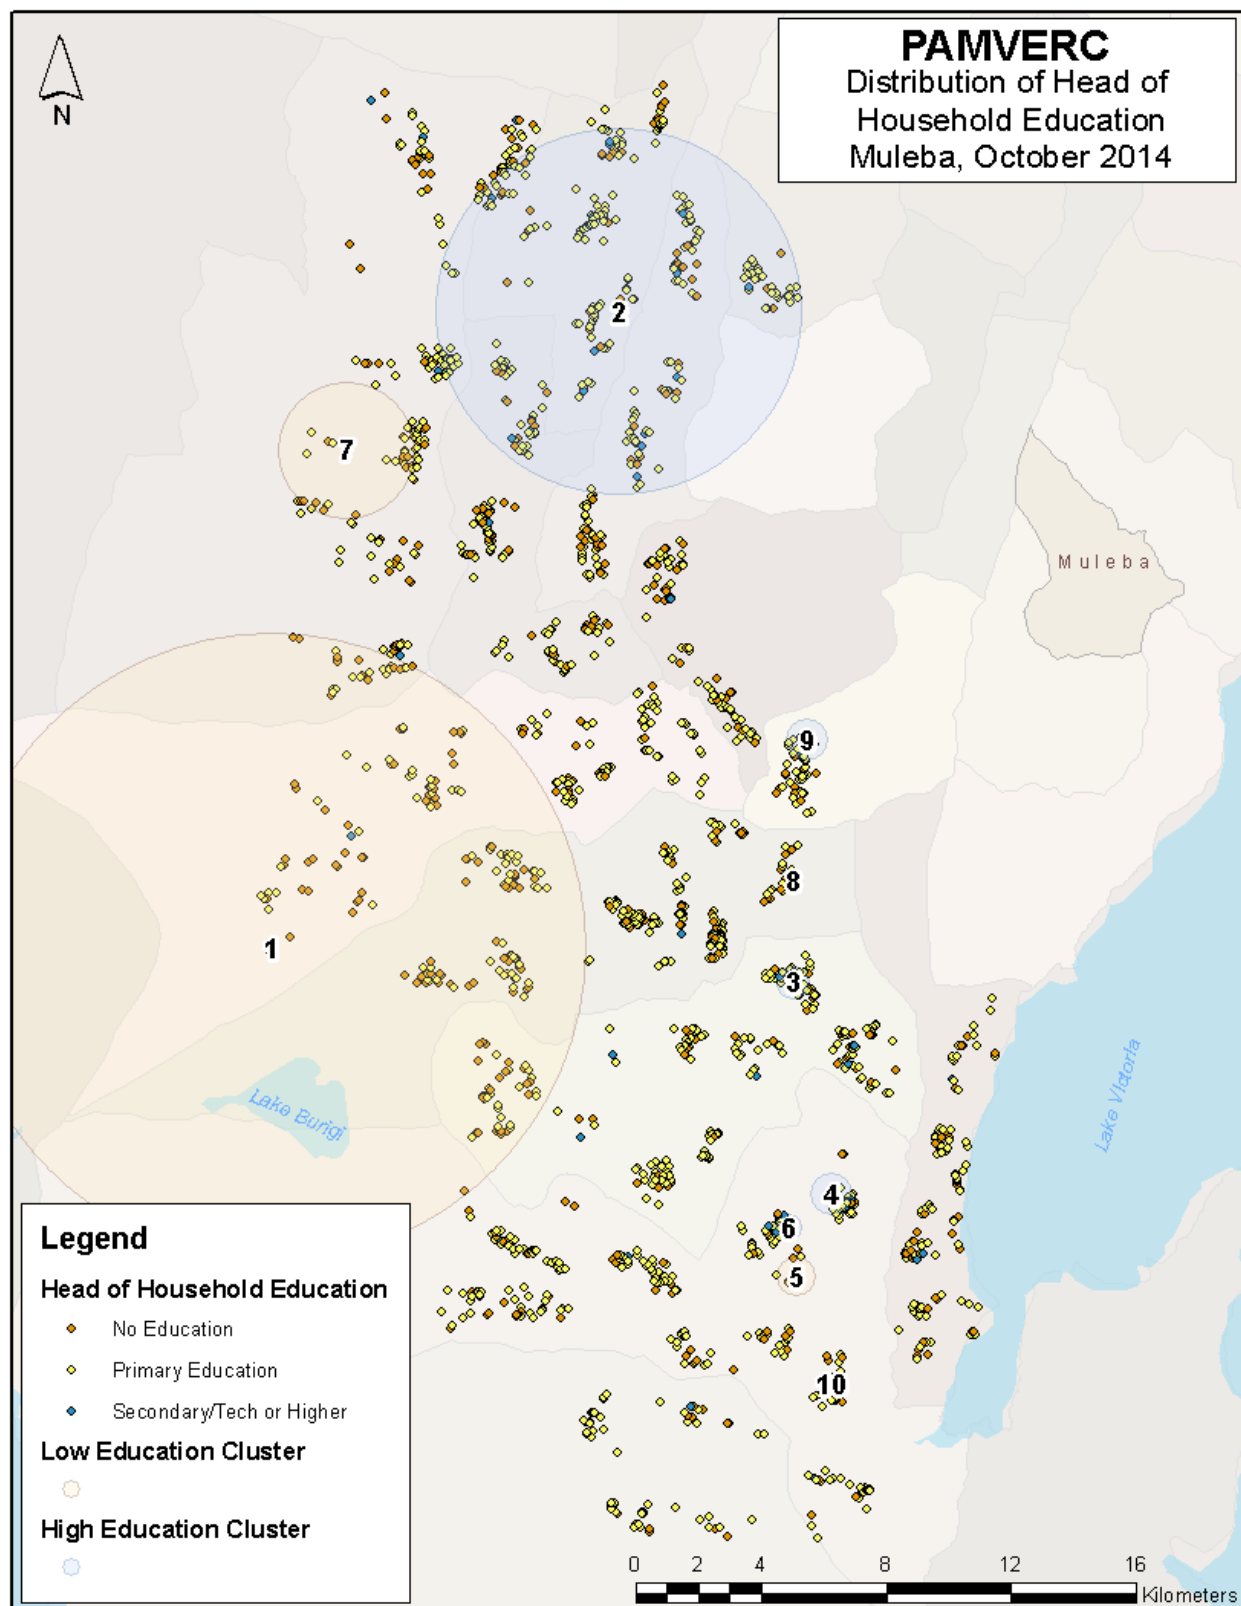 PAMVERC
Distribution of Head of
Household Education
Muleba, October 2014
N
2
7
Muleba
9
8
1
3
Lake Burigi
Lake Victoria
4
6
5
10
Legend
Head of Household Education
No Education
Primary Education
Secondary/Tech or Higher
Low Education Cluster
High Education Cluster
0 2 4 8 12 16
Kilometers